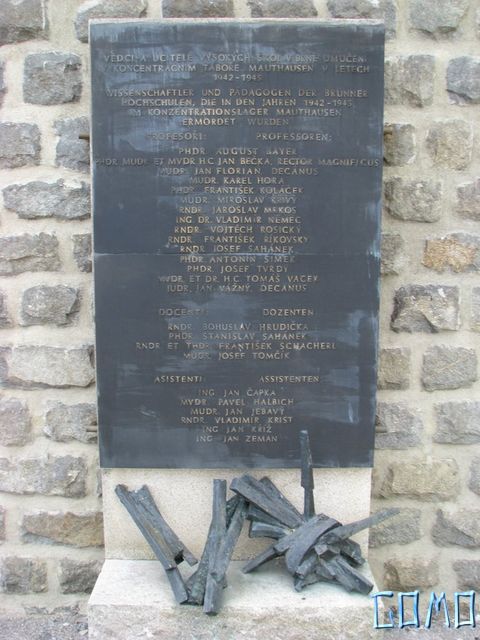 VĚDCI A UČITELÉ VYSOKÝCH ŠKOL V BRNĚ UMUČENI
V KONCENTRAČNÍM TÁBOŘE MAUTHAUSEN V LETECH
1942-1945
WISSENSCHAFTLER UND PÄDAGOGEN DER BRÜNNER
HOCHSCHULEN, DIE IN DEN JAHREN 1942-1945
IM KONZENTRATIONSLAGER MAUTHAUSEN
ERMORDET WURDEN
PROFESOŘI: PROFESSOREN:
PHDR. AUGUST BAYER
PHDR. MUDR. ET MVDR. H.C. JAN BEČKA, RECTOR MAGNIFICUS
MUDR. JAN FLORIAN, DECANUS
MUDR. KAREL HORA
PHDR. FRANTIŠEK KOLÁČEK
MUDR. MIROSLAV KŘIVÝ
RNDR. JAROSLAV MEKOS
ING. DR. VLADIMÍR NĚMEC
RNDR. VOJTĚCH ROSICKÝ
RNDR. FRANTIŠEK ŘÍKOVSKÝ
RNDR. JOSEF SAHÁNEK
PHDR. ANTONÍN ŠIMEK
PHDR. JOSEF TVRDÝ
MVDR. ET DR. H.C. TOMÁŠ VACEK
JUDR. JAN VÁŽNÝ, DECANUS
DOCENTI: DOZENTEN
RNDR. BOHUSLAV HRUDIČKA
PHDR. STANISLAV SAHÁNEK
RNDR. ET THDR. FRANTIŠEK SCHACHERL
MUDR. JOSEF TOMČÍK
ASISTENTI: ASSISTENTEN:
ING. JAN ČAPKA
MVDR. PAVEL HALBICH
MUDR. JAN JEBAVÝ
RNDR. VLADIMÍR KRIST
ING. JAN KŘÍŽ
ING. JAN ZEMAN
GOMO